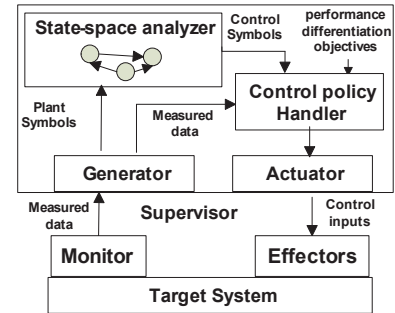 State-space analyzer
Control
Symbols
performance
differentiation
objectives
Plant
Symbols
Measured
data
Control policy
Handler
Generator
Actuator
Measured
data
Supervisor
Control
inputs
Monitor
Effectors
Target System